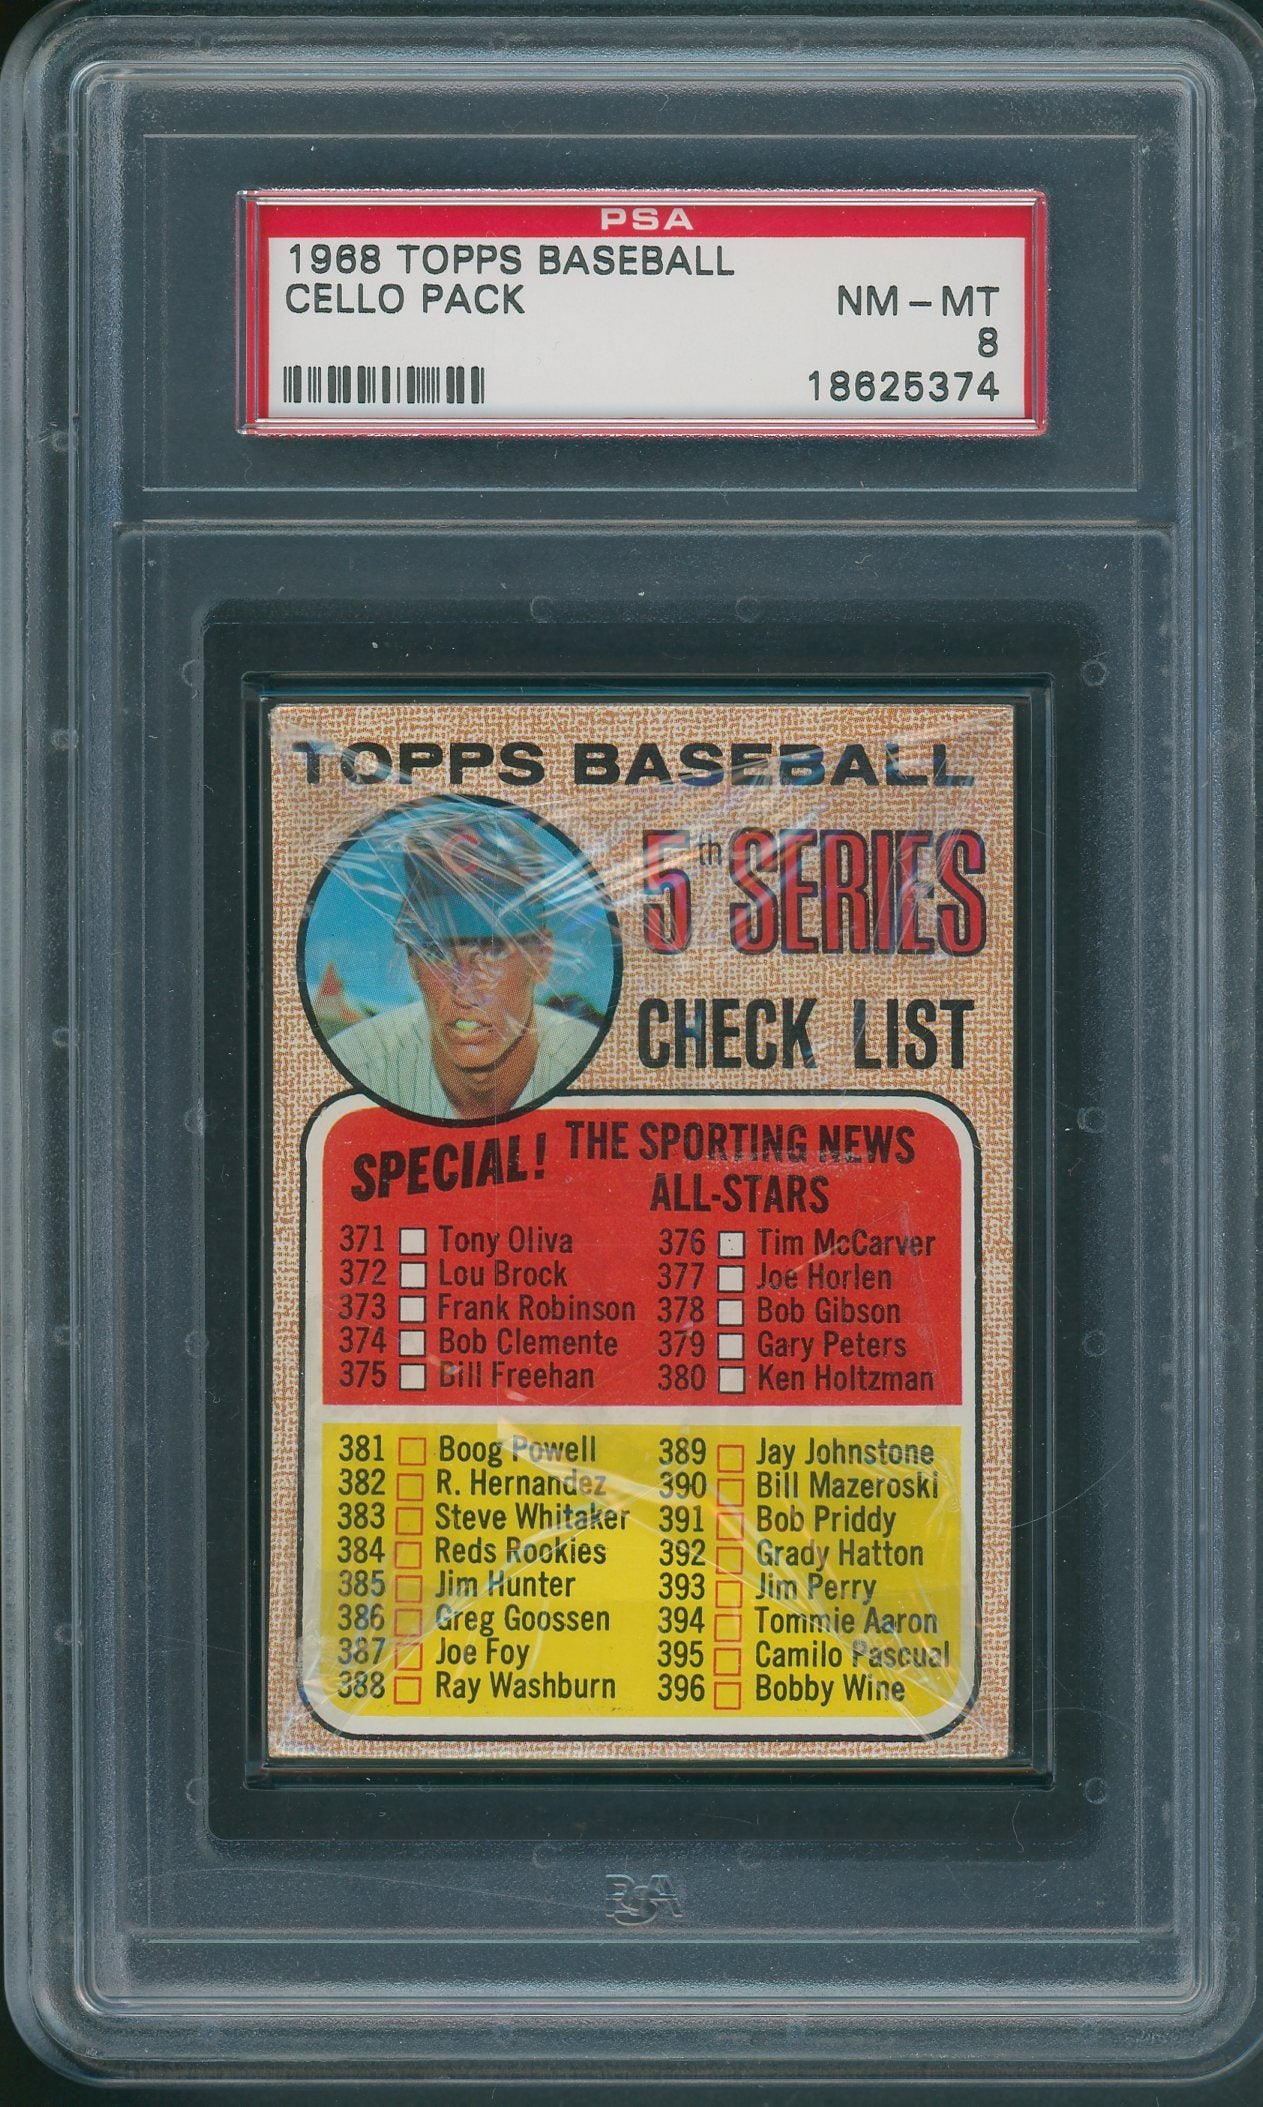 PSA
1968 TOPPS BASEBALL
CELLO PACK
NM - MT
8
18625374
TOPPS BASEBALL
C
5th SERIES
CHECK LIST
SPECIAL! THE SPORTING NEWS
ALL-STARS
371 Tony Oliva
372 Lou Brock
373 Frank Robinson
374 Bob Clemente
375 Bill Freehan
376 Tim McCarver
377 Joe Horlen
378 Bob Gibson
379 Gary Peters
380 Ken Holtzman
381 Boog Powell
382 R. Hernandez
383 Steve Whitaker
384 Reds Rookies
385 Jim Hunter
386 Greg Goossen
387 Joe Foy
388 Ray Washburn
389 Jay Johnstone
390 Bill Mazeroski
391 Bob Priddy
392 Grady Hatton
393 Jim Perry
394 Tommie Aaron
395 Camilo Pascual
396 Bobby Wine
PSA